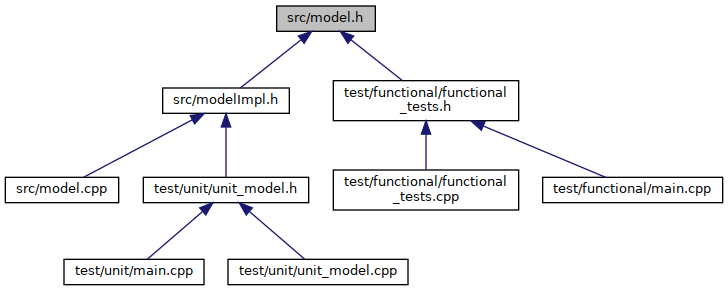 src/model.h
src/modelImpl.h
test/functional/functional
_tests.h
src/model.cpp
test/unit/unit_model.h
test/functional/functional
_tests.cpp
test/functional/main.cpp
test/unit/main.cpp
test/unit/unit_model.cpp